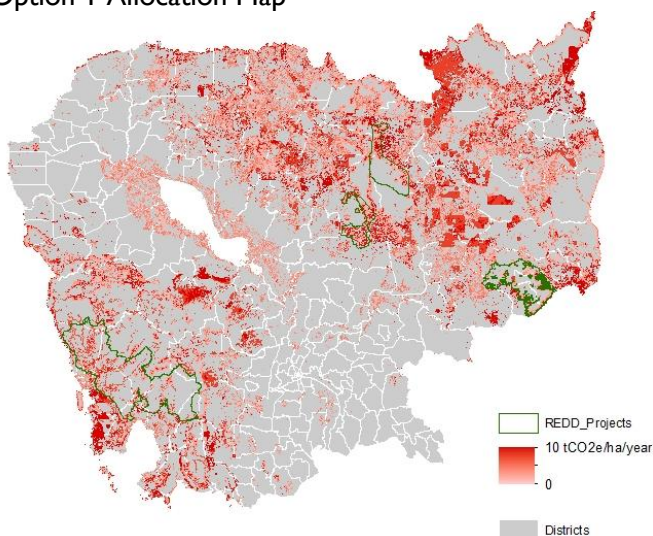 Option 1 Allocation Map
REDD_Projects
10 tCO2e/ha/year
0
Districts